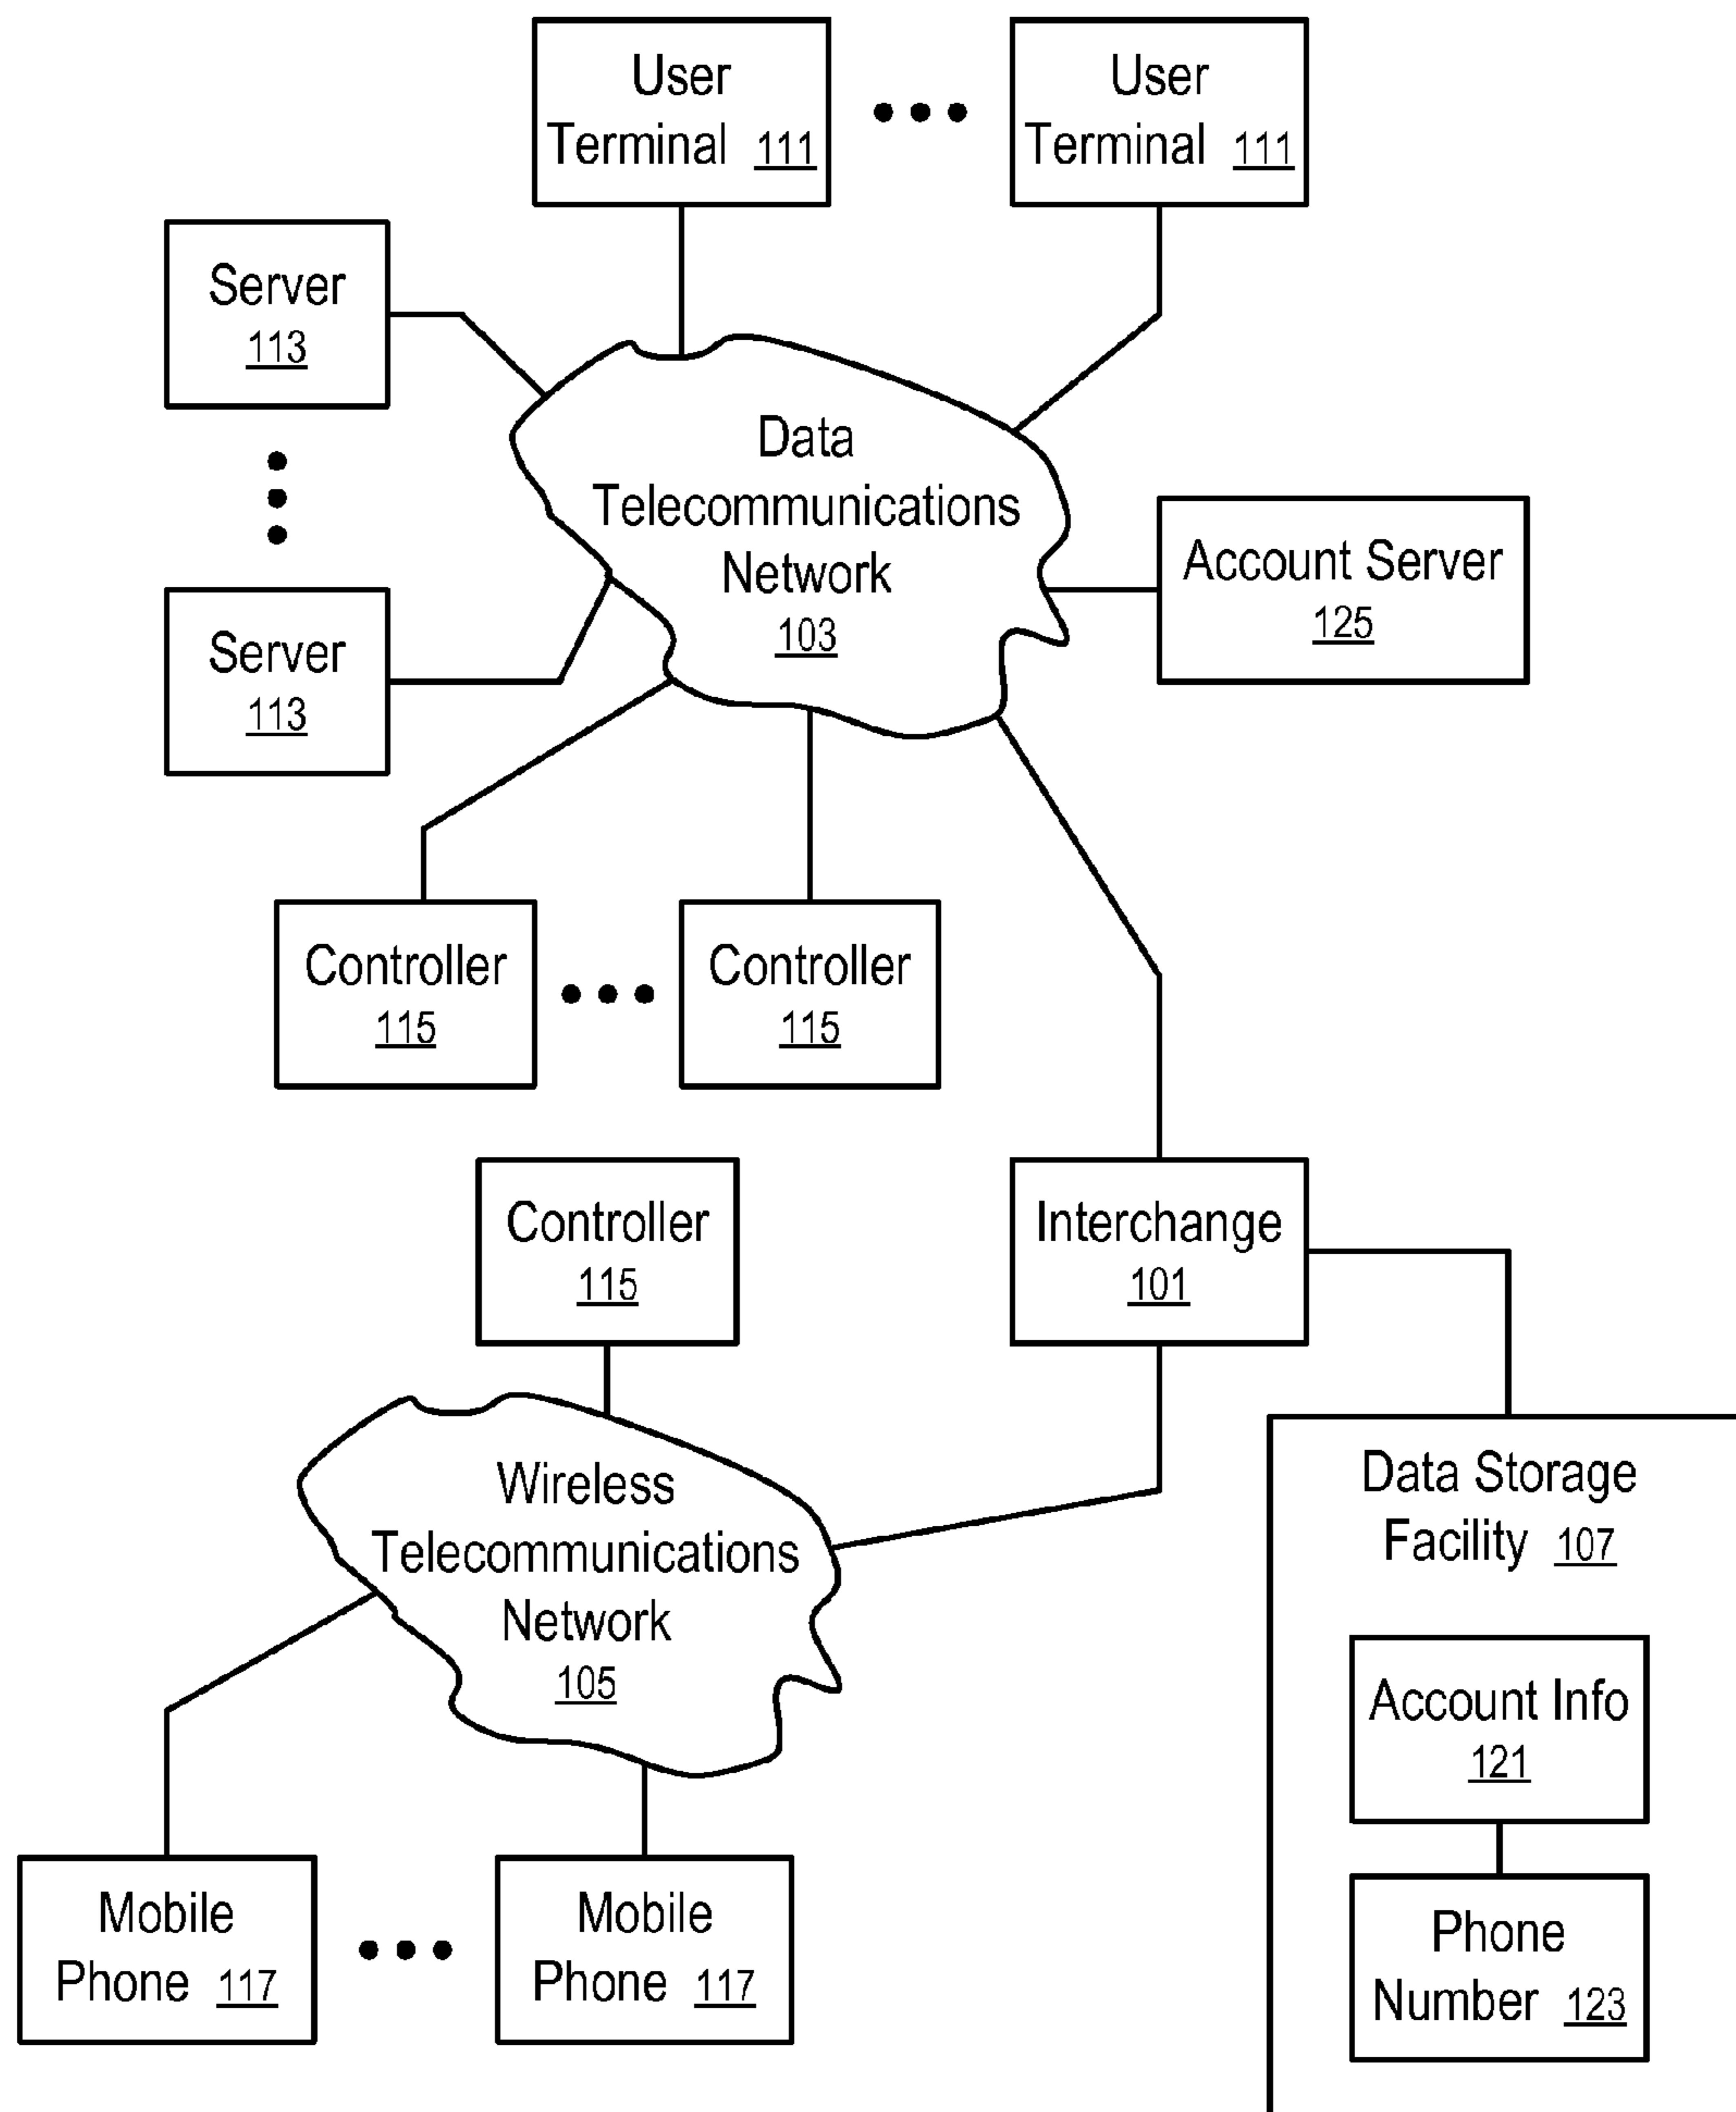 User
Terminal 111
User
Terminal 111
Server
113
Data
Telecommunications
Network
103
Account Server
125
Server
113
Controller
115
Controller
115
Controller
115
Interchange
101
Wireless
Telecommunications
Network
105
Data Storage
Facility 107
Account Info
121
Mobile
Phone 117
Mobile
Phone 117
Phone
Number 123